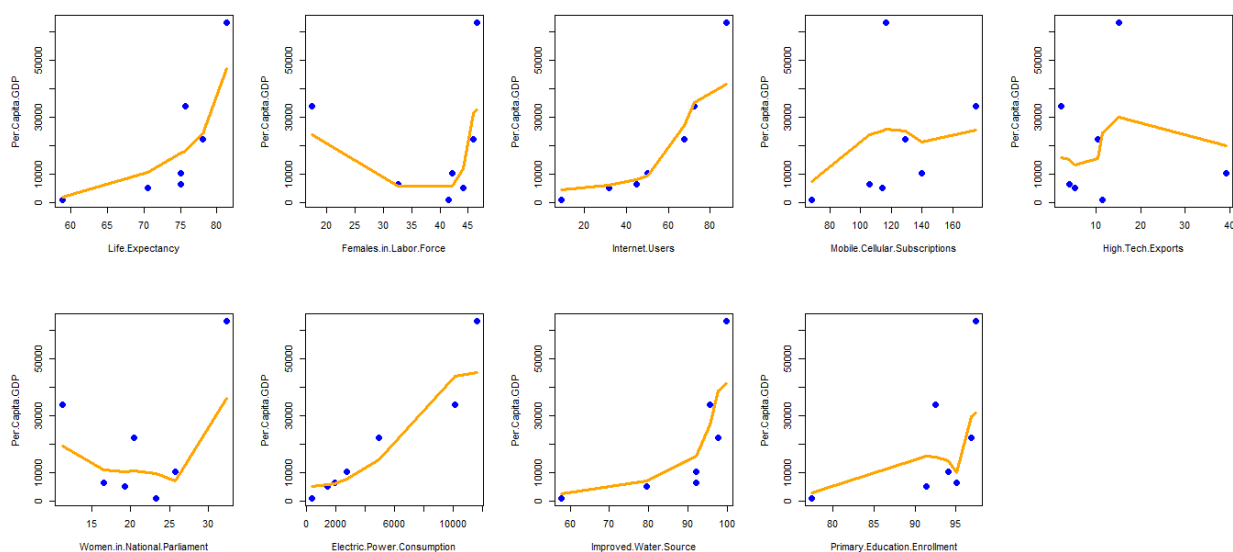 Per.Capita.GDP
0 10000 30000 50000
60 65 70 75 80
Life.Expectancy
Per.Capita.GDP
0 10000 30000 50000
20 25 30 35 40 45
Females.in.Labor.Force
Per.Capita.GDP
0 10000 30000 50000
20 40 60 80
Internet.Users
Per.Capita.GDP
0 10000 30000 50000
80 100 120 140 160
Mobile.Cellular.Subscriptions
Per.Capita.GDP
0 10000 30000 50000
10 20 30 40
High.Tech.Exports
Per.Capita.GDP
0 10000 30000 50000
15 20 25 30
Women.in.National.Parliament
Per.Capita.GDP
0 10000 30000 50000
0 2000 6000 10000
Electric.Power.Consumption
Per.Capita.GDP
0 10000 30000 50000
60 70 80 90 100
Improved.Water.Source
Per.Capita.GDP
0 10000 30000 50000
80 85 90 95
Primary.Education.Enrollment